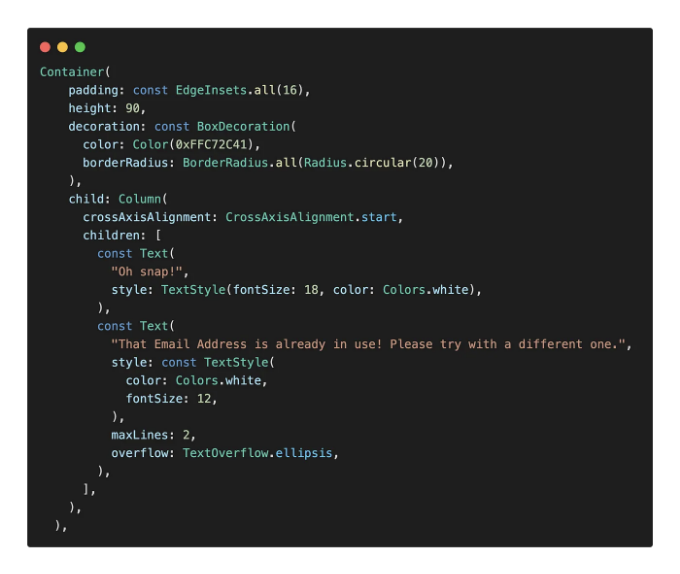 Container(
    padding: const EdgeInsets.all(16),
    height: 90,
    decoration: const BoxDecoration(
      color: Color(0xFFC72C41),
      borderRadius: BorderRadius.all(Radius.circular(20)),
    ),
    child: Column(
      crossAxisAlignment: CrossAxisAlignment.start,
      children: [
        const Text(
          "Oh snap!",
          style: TextStyle(fontSize: 18, color: Colors.white),
        ),
        const Text(
          "That Email Address is already in use! Please try with a different one.",
          style: const TextStyle(
            color: Colors.white,
            fontSize: 12,
          ),
          maxLines: 2,
          overflow: TextOverflow.ellipsis,
        ),
      ],
    ),
  ),